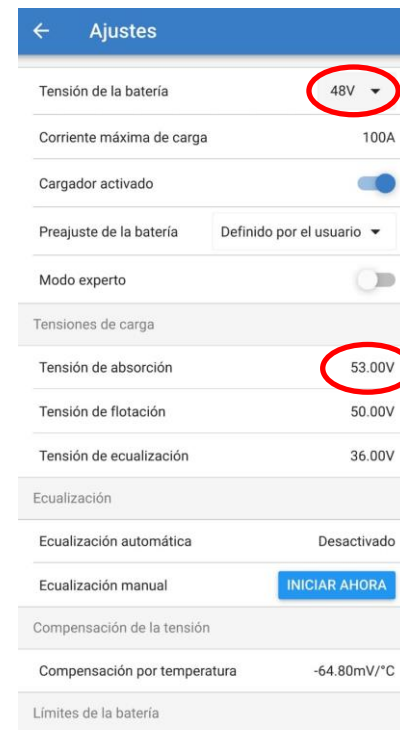 Ajustes
Tensión de la batería 48V
Corriente máxima de carga 100A
Cargador activado
Preajuste de la batería Definido por el usuario
Modo experto
Tensiones de carga
Tensión de absorción 53.00V
Tensión de flotación 50.00V
Tensión de ecualización 36.00V
Ecualización
Ecualización automática Desactivado
Ecualización manual INICIAR AHORA
Compensación de la tensión
Compensación por temperatura -64.80mV/°C
Límites de la batería